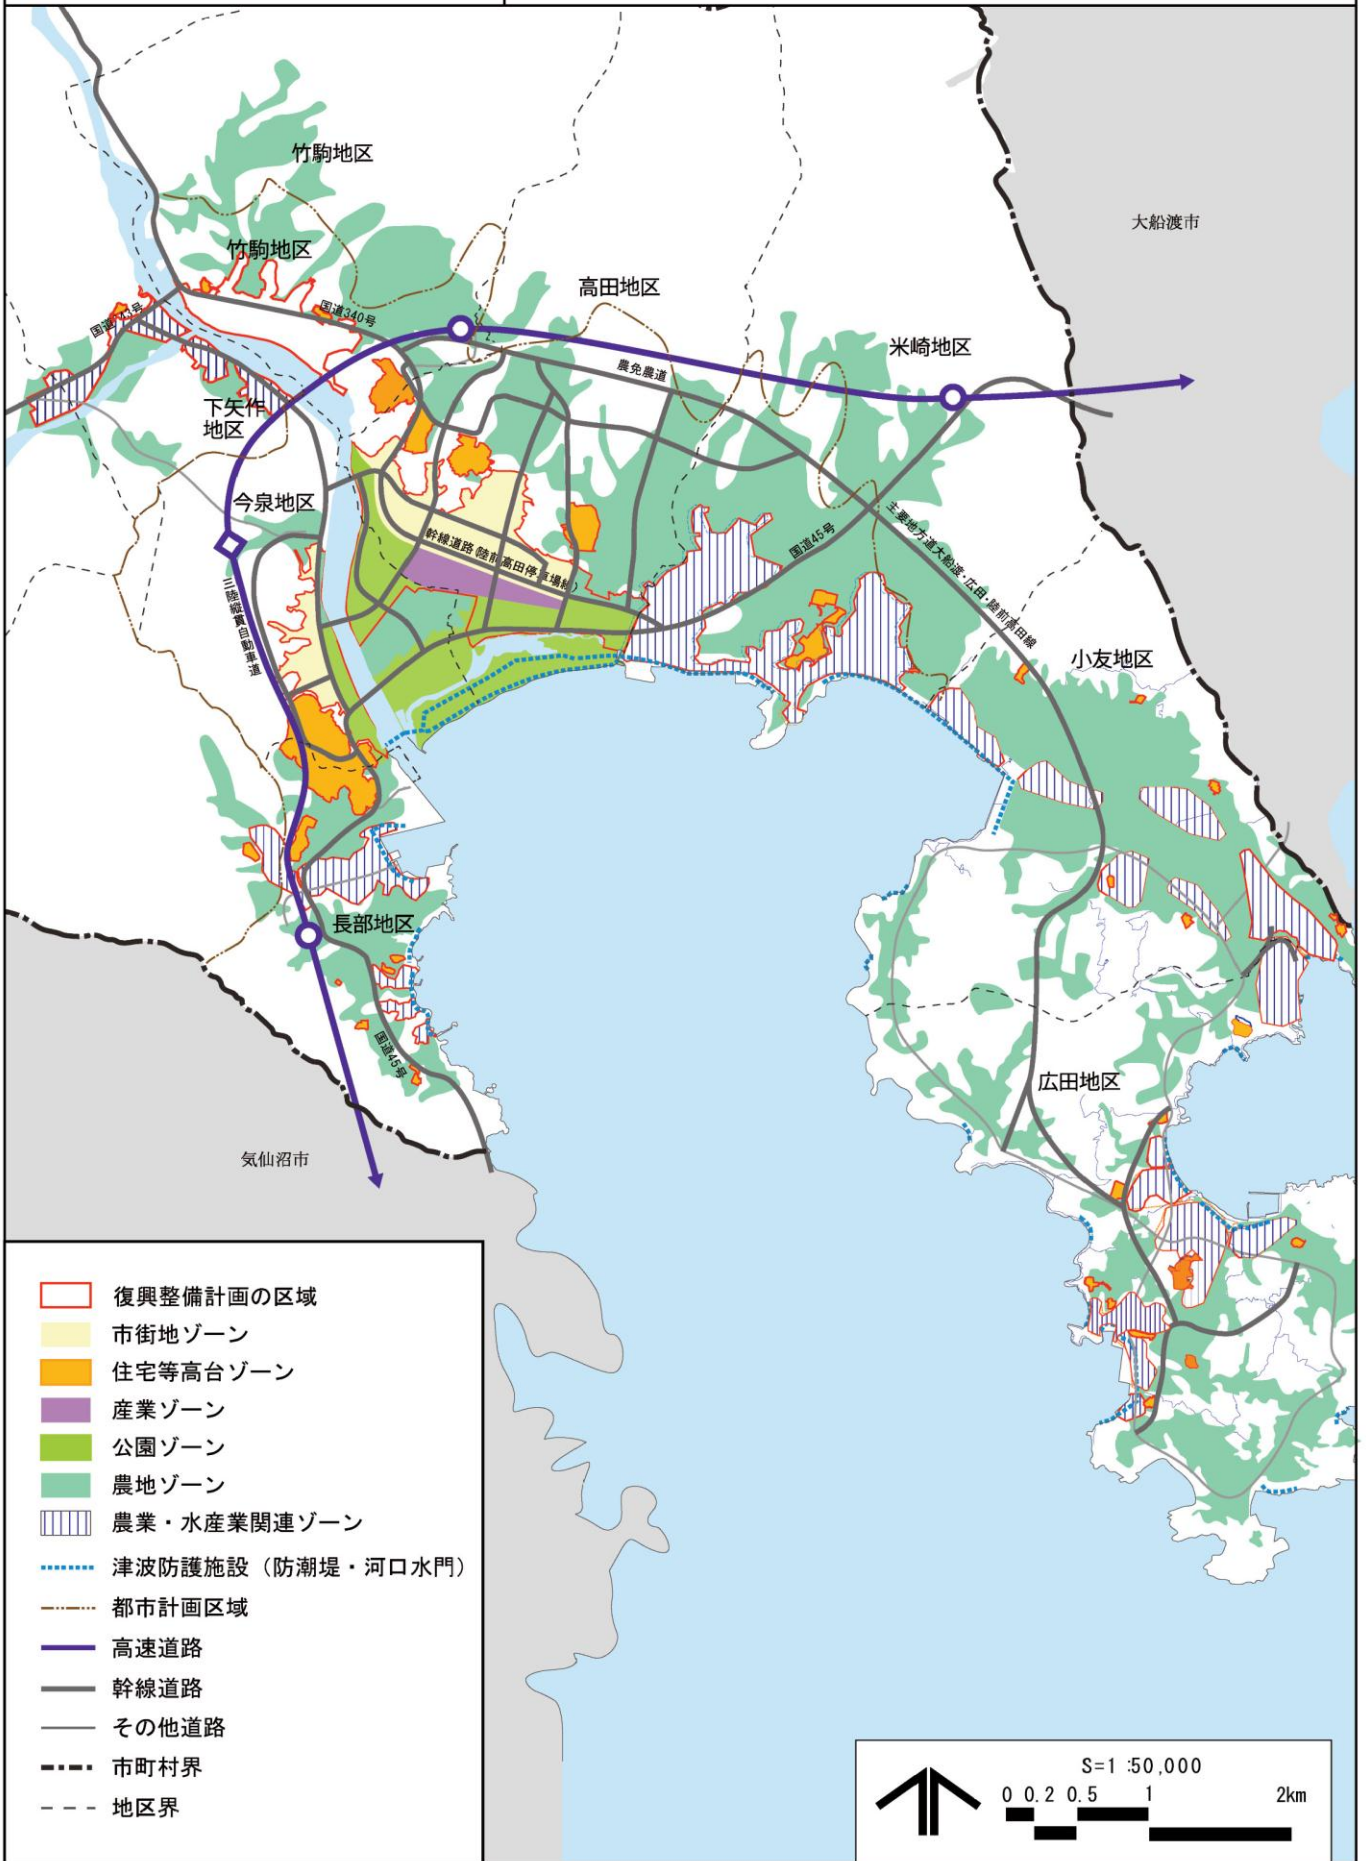 竹駒地区
大船渡市
竹駒地区
高田地区
国道340号
国道343号
米崎地区
農免農道
下矢作
地区
今泉地区
主要地方道大船渡・広田・陸前高田線
国道45号
幹線道路(陸前高田停車場線)
三陸縦貫自動車道
小友地区
長部地区
国道45号
広田地区
気仙沼市
復興整備計画の区域
市街地ゾーン
住宅等高台ゾーン
産業ゾーン
公園ゾーン
農地ゾーン
農業・水産業関連ゾーン
津波防護施設（防潮堤・河口水門）
都市計画区域
高速道路
幹線道路
その他道路
市町村界
地区界
S=1:50,000
0 0.2 0.5 1 2km